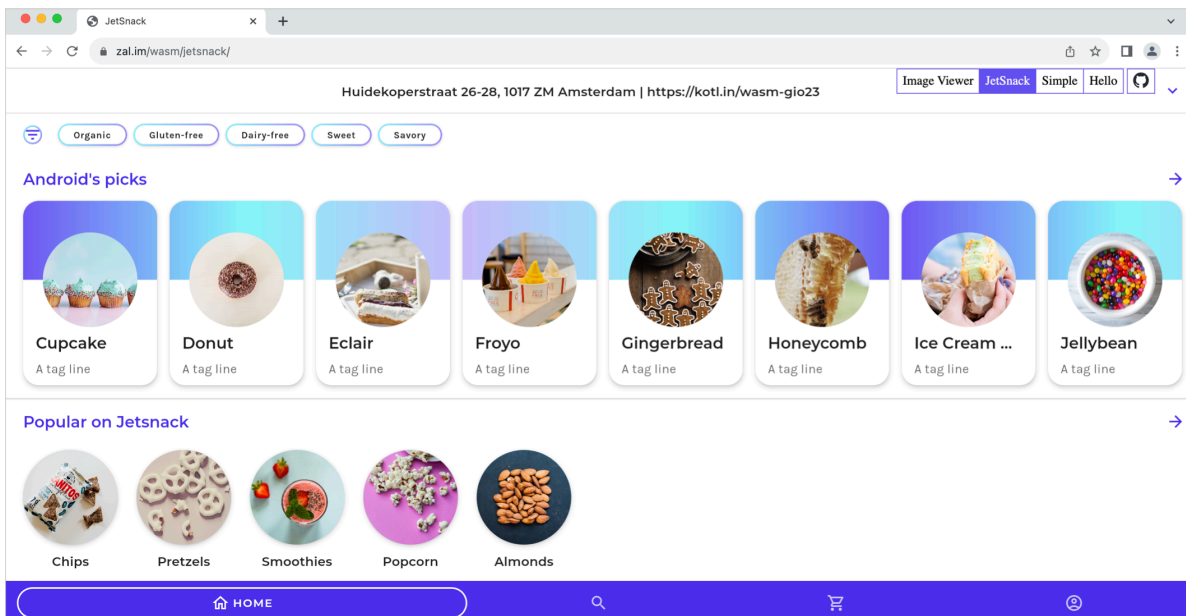 JetSnack
zal.im/wasm/jetsnack/
Image Viewer JetSnack Simple Hello
Huidekoperstraat 26-28, 1017 ZM Amsterdam | https://kotl.in/wasm-gio23
Organic Gluten-free Dairy-free Sweet Savory
Android's picks
Cupcake Donut Eclair Froyo Gingerbread Honeycomb Ice Cream ... Jellybean
A tag line A tag line A tag line A tag line A tag line A tag line A tag line A tag line
Popular on Jetsnack
Chips Pretzels Smoothies Popcorn Almonds
HOME